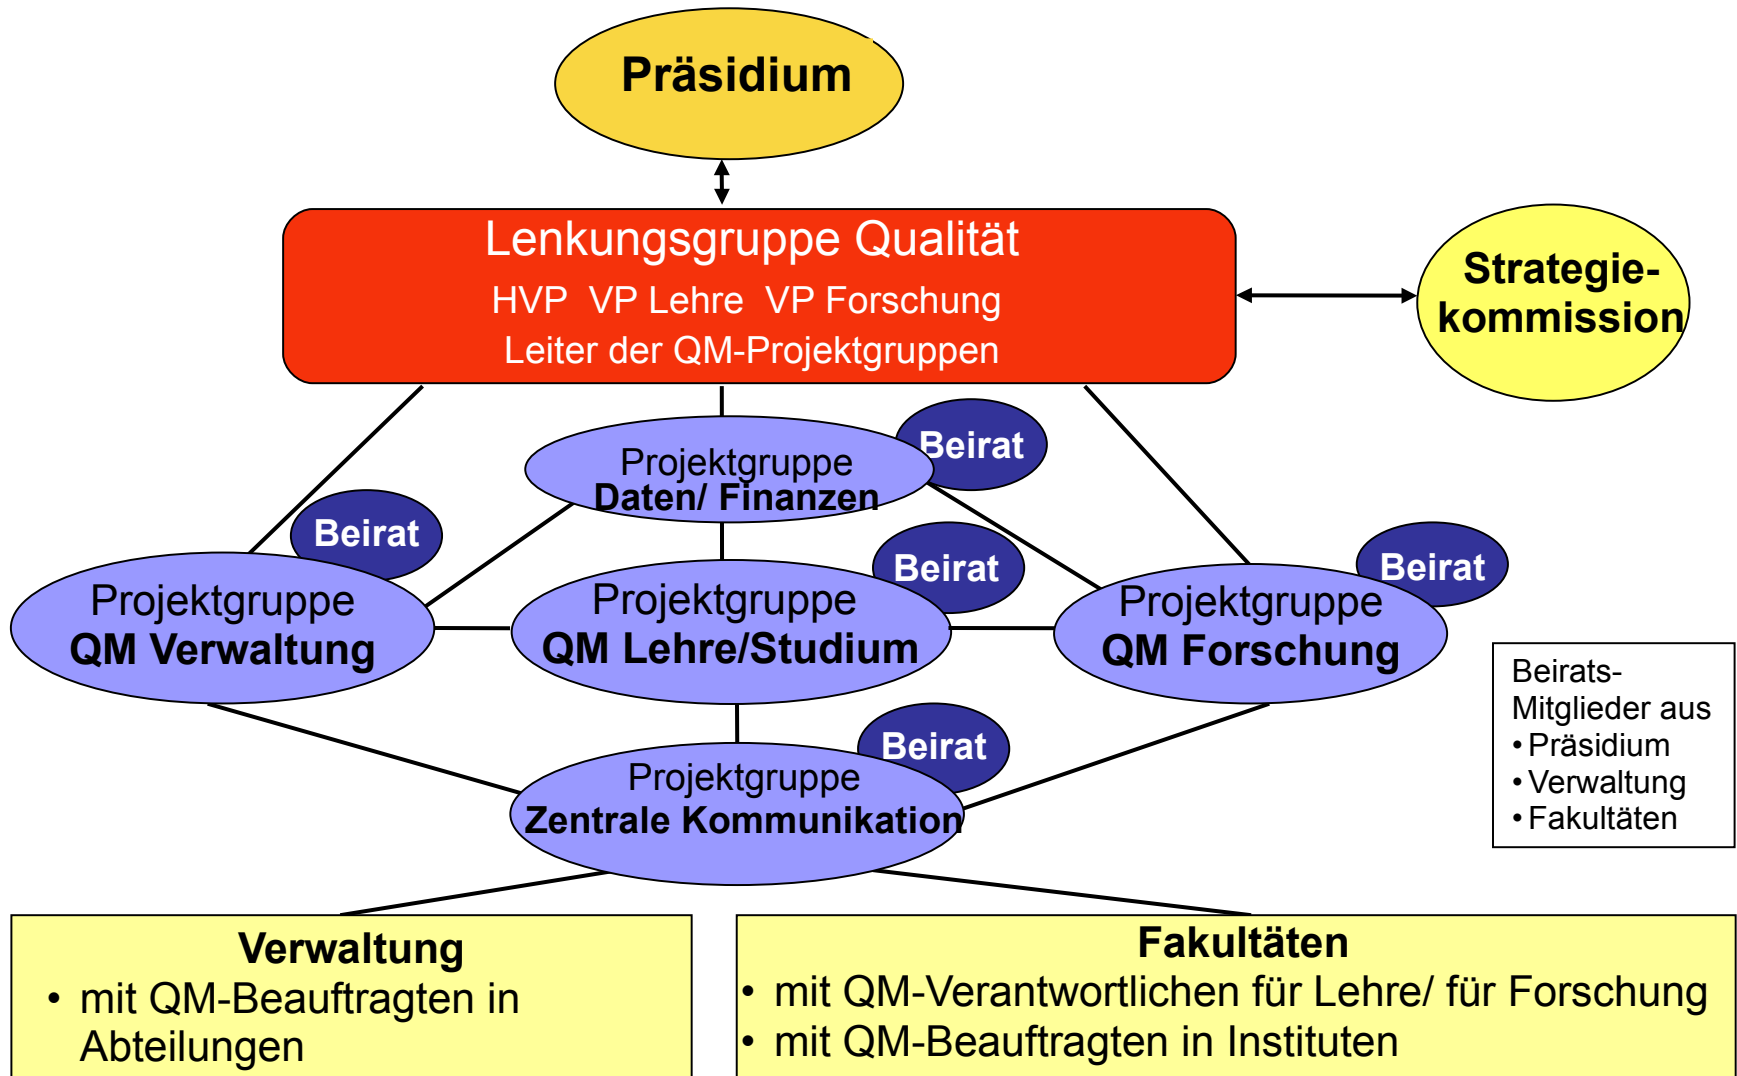 Präsidium
Lenkungsgruppe Qualität
HVP VP Lehre VP Forschung
Leiter der QM-Projektgruppen
Strategie-
kommission
Beirat
Projektgruppe
Daten/ Finanzen
Beirat
Projektgruppe
QM Verwaltung
Beirat
Projektgruppe
QM Lehre/Studium
Beirat
Projektgruppe
QM Forschung
Beirats-
Mitglieder aus
• Präsidium
• Verwaltung
• Fakultäten
Beirat
Projektgruppe
Zentrale Kommunikation
Verwaltung
• mit QM-Beauftragten in
Abteilungen
Fakultäten
• mit QM-Verantwortlichen für Lehre/ für Forschung
• mit QM-Beauftragten in Instituten